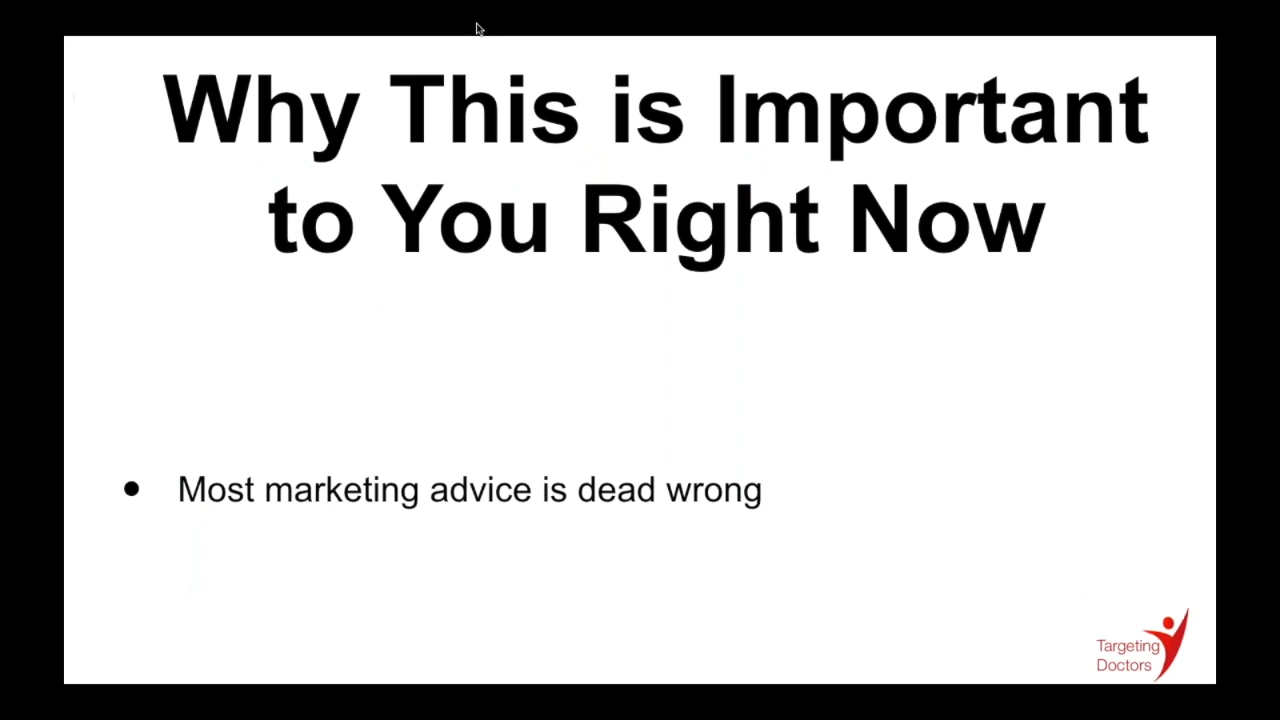 Why This is Important
to You Right Now
● Most marketing advice is dead wrong
Targeting
Doctors